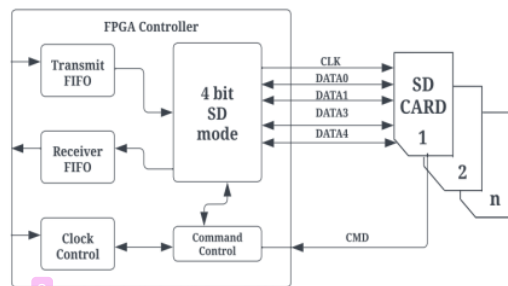 FPGA Controller
Transmit
FIFO
Receiver
FIFO
Clock
Control
4 bit
SD
mode
Command
Control
CLK
DATA0
DATA1
DATA3
DATA4
CMD
SD
CARD
1
2
n